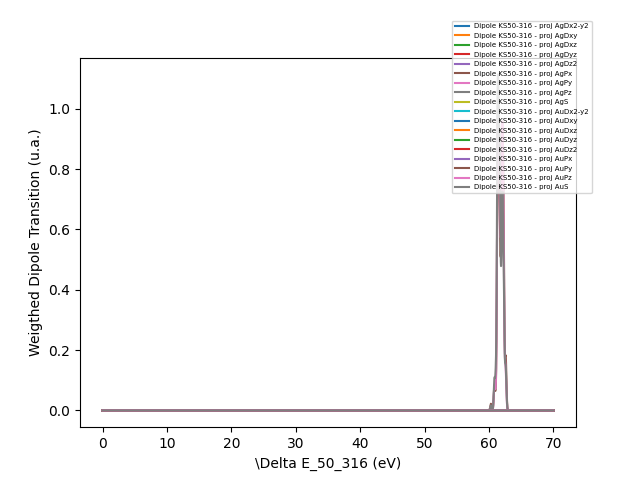 Dipole KS50-316 - proj AgDx2-y2
Dipole KS50-316 - proj AgDxy
Dipole KS50-316 - proj AgDxz
Dipole KS50-316 - proj AgDyz
Dipole KS50-316 - proj AgDz2
Dipole KS50-316 - proj AgPx
Dipole KS50-316 - proj AgPy
Dipole KS50-316 - proj AgPz
Dipole KS50-316 - proj AgS
Dipole KS50-316 - proj AuDx2-y2
Dipole KS50-316 - proj AuDxy
Dipole KS50-316 - proj AuDxz
Dipole KS50-316 - proj AuDyz
Dipole KS50-316 - proj AuDz2
Dipole KS50-316 - proj AuPx
Dipole KS50-316 - proj AuPy
Dipole KS50-316 - proj AuPz
Dipole KS50-316 - proj AuS
Weigthed Dipole Transition (u.a.)
1.0
0.8
0.6
0.4
0.2
0.0
0 10 20 30 40 50 60 70
\Delta E_50_316 (eV)